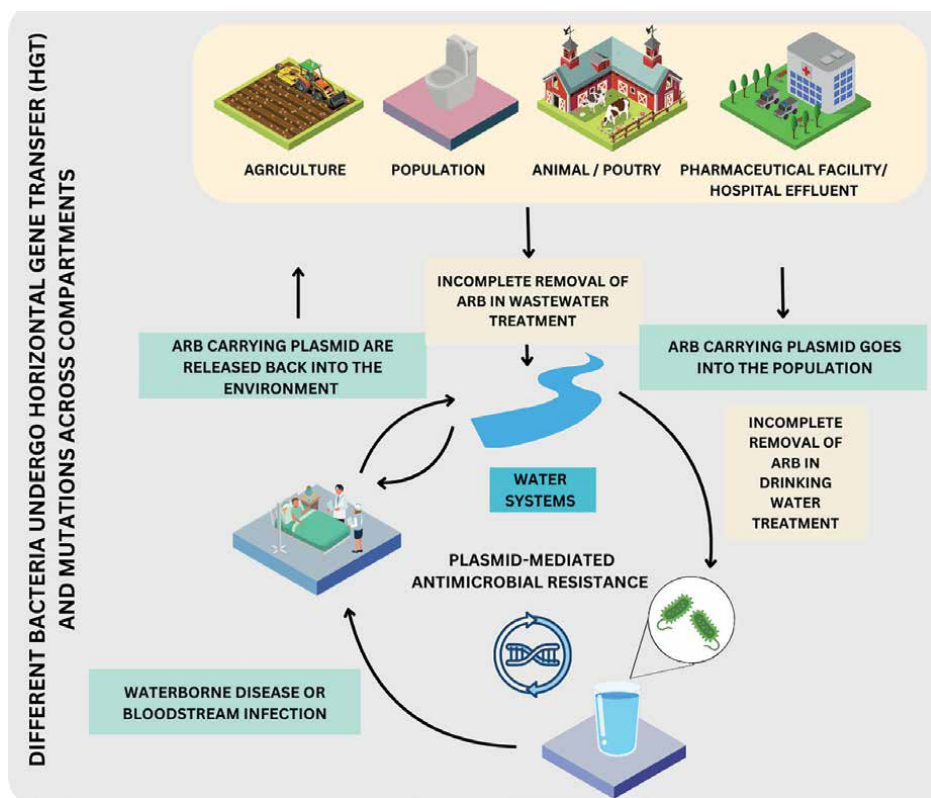 DIFFERENT BACTERIA UNDERGO HORIZONTAL GENE TRANSFER (HGT)
AND MUTATIONS ACROSS COMPARTMENTS
AGRICULTURE
POPULATION
ANIMAL / POUTRY
PHARMACEUTICAL FACILITY/
HOSPITAL EFFLUENT
INCOMPLETE REMOVAL OF
ARB IN WASTEWATER
TREATMENT
ARB CARRYING PLASMID ARE
RELEASED BACK INTO THE
ENVIRONMENT
ARB CARRYING PLASMID GOES
INTO THE POPULATION
INCOMPLETE
REMOVAL OF
ARB IN
DRINKING
WATER
TREATMENT
WATER
SYSTEMS
PLASMID-MEDIATED
ANTIMICROBIAL RESISTANCE
WATERBORNE DISEASE OR
BLOODSTREAM INFECTION